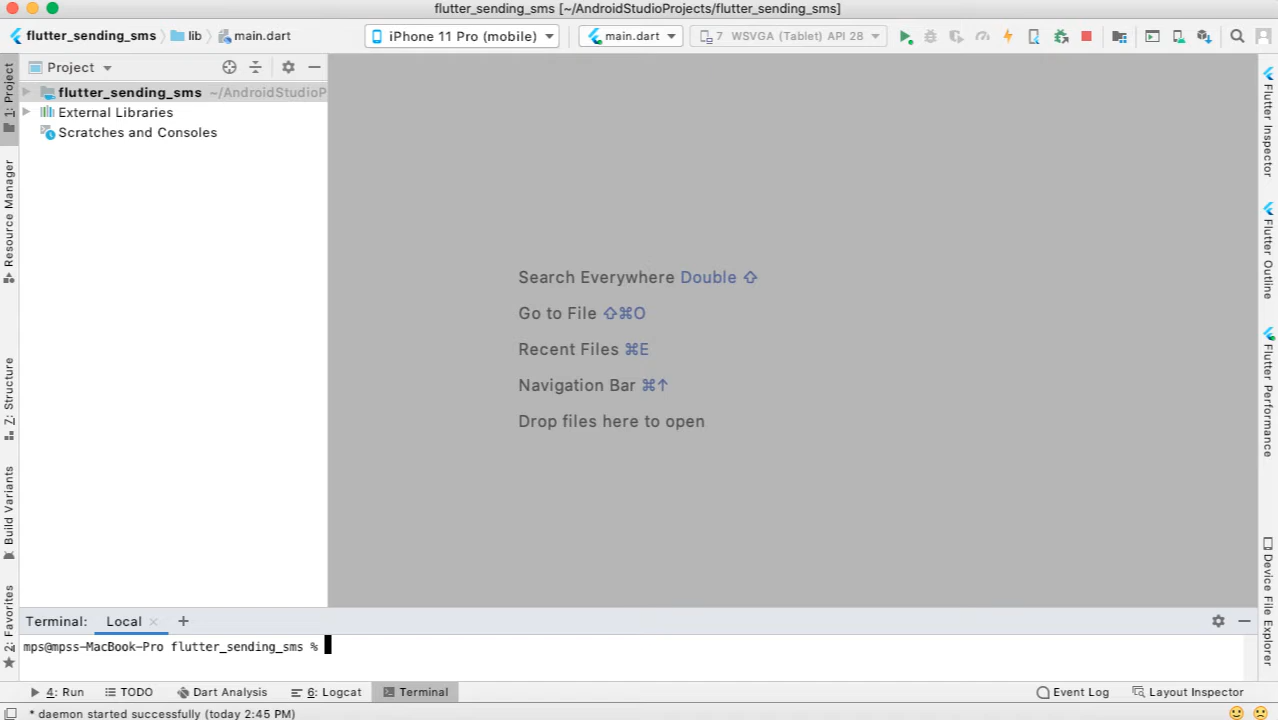 flutter_sending_sms [~/AndroidStudioProjects/flutter_sending_sms]
flutter_sending_sms lib main.dart iPhone 11 Pro (mobile) main.dart 7 WSVGA (Tablet) API 28
Project
flutter_sending_sms ~/AndroidStudioP
External Libraries
Scratches and Consoles
1: Project
Resource Manager
Z: Structure
Build Variants
2: Favorites
Search Everywhere Double ⇧
Go to File ⇧⌘O
Recent Files ⌘E
Navigation Bar ⌘↑
Drop files here to open
Flutter Inspector
Flutter Outline
Flutter Performance
Device File Explorer
Terminal: Local × +
mps@mpss-MacBook-Pro flutter_sending_sms %
4: Run TODO Dart Analysis 6: Logcat Terminal Event Log Layout Inspector
* daemon started successfully (today 2:45 PM)